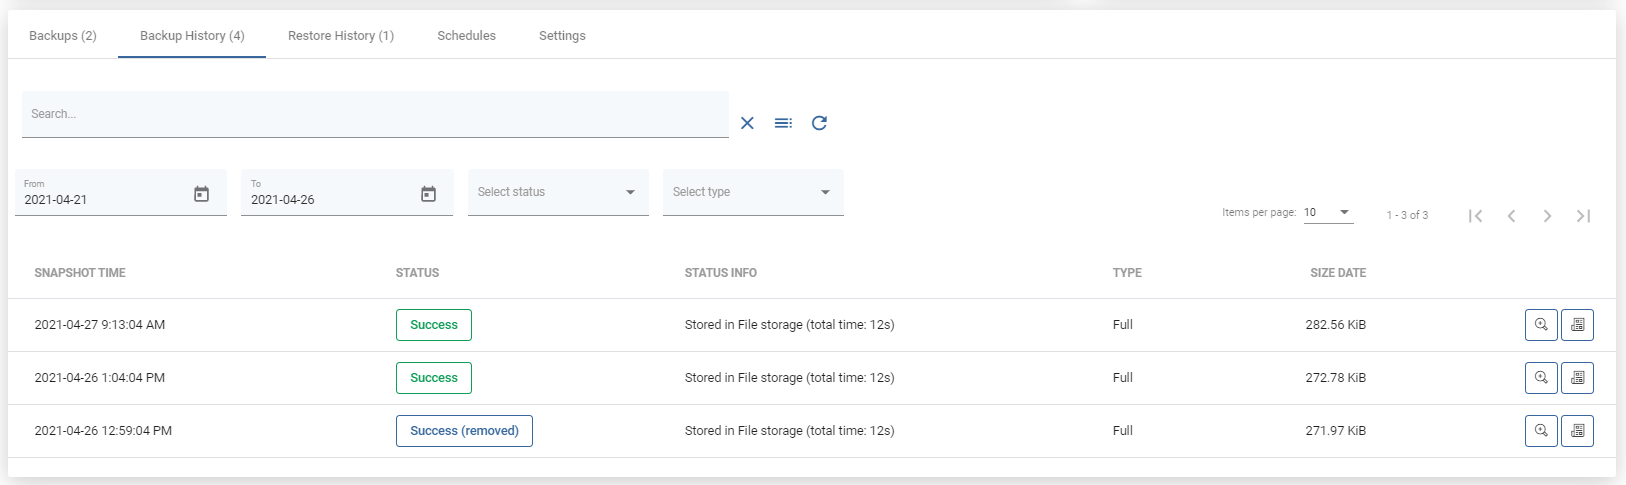 Backups (2) Backup History (4) Restore History (1) Schedules Settings
Search...
From To
2021-04-21 2021-04-26 Select status Select type
Items per page: 10 1 - 3 of 3
SNAPSHOT TIME STATUS STATUS INFO TYPE SIZE DATE
2021-04-27 9:13:04 AM Success Stored in File storage (total time: 12s) Full 282.56 KiB
2021-04-26 1:04:04 PM Success Stored in File storage (total time: 12s) Full 272.78 KiB
2021-04-26 12:59:04 PM Success (removed) Stored in File storage (total time: 12s) Full 271.97 KiB